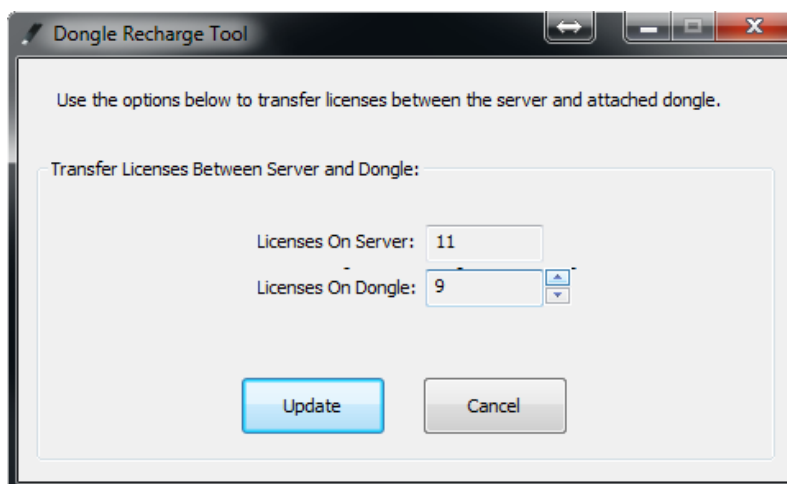 Dongle Recharge Tool
Use the options below to transfer licenses between the server and attached dongle.
Transfer Licenses Between Server and Dongle:
Licenses On Server: 11
Licenses On Dongle: 9
Update Cancel